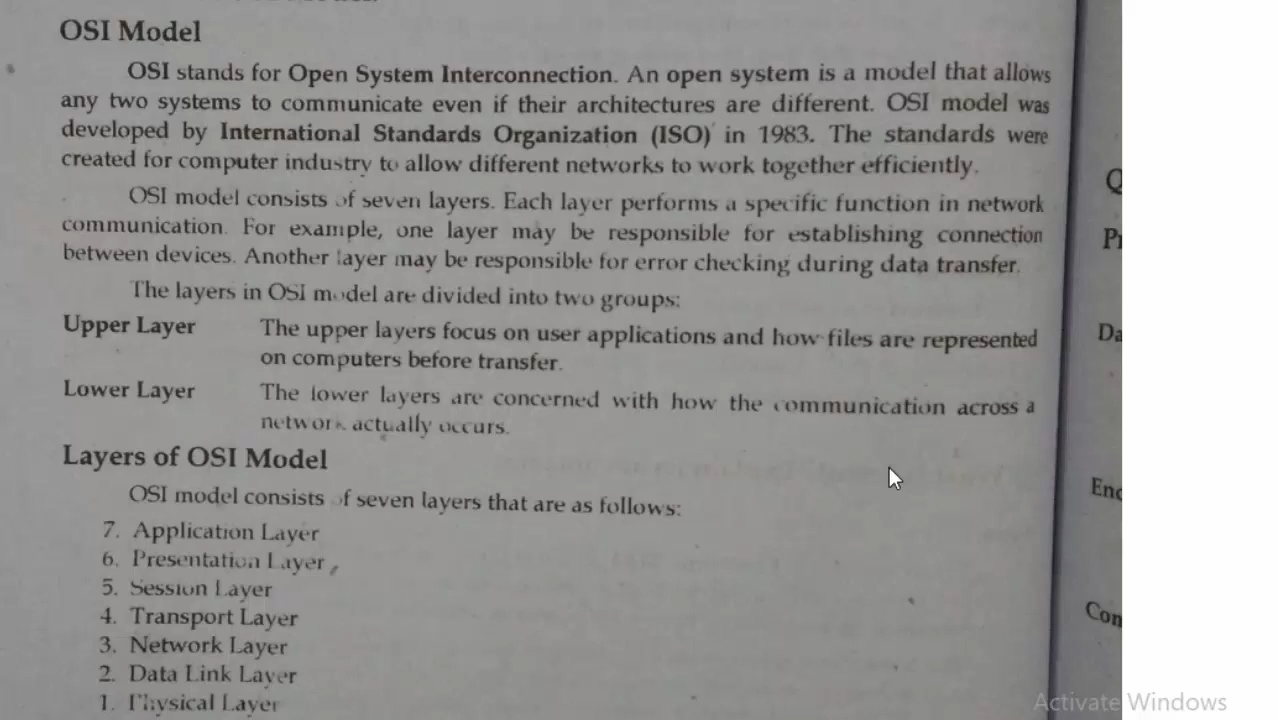 OSI Model
OSI stands for Open System Interconnection. An open system is a model that allows
any two systems to communicate even if their architectures are different. OSI model was
developed by International Standards Organization (ISO) in 1983. The standards were
created for computer industry to allow different networks to work together efficiently.
OSI model consists of seven layers. Each layer performs a specific function in network
communication. For example, one layer may be responsible for establishing connection
between devices. Another layer may be responsible for error checking during data transfer.
The layers in OSI model are divided into two groups:
Upper Layer The upper layers focus on user applications and how files are represented
on computers before transfer.
Lower Layer The lower layers are concerned with how the communication across a
network actually occurs.
Layers of OSI Model
OSI model consists of seven layers that are as follows:
7. Application Layer
6. Presentation Layer
5. Session Layer
4. Transport Layer
3. Network Layer
2. Data Link Layer
1. Physical Layer
Q
Pr
Da
Enc
Con
Activate Windows